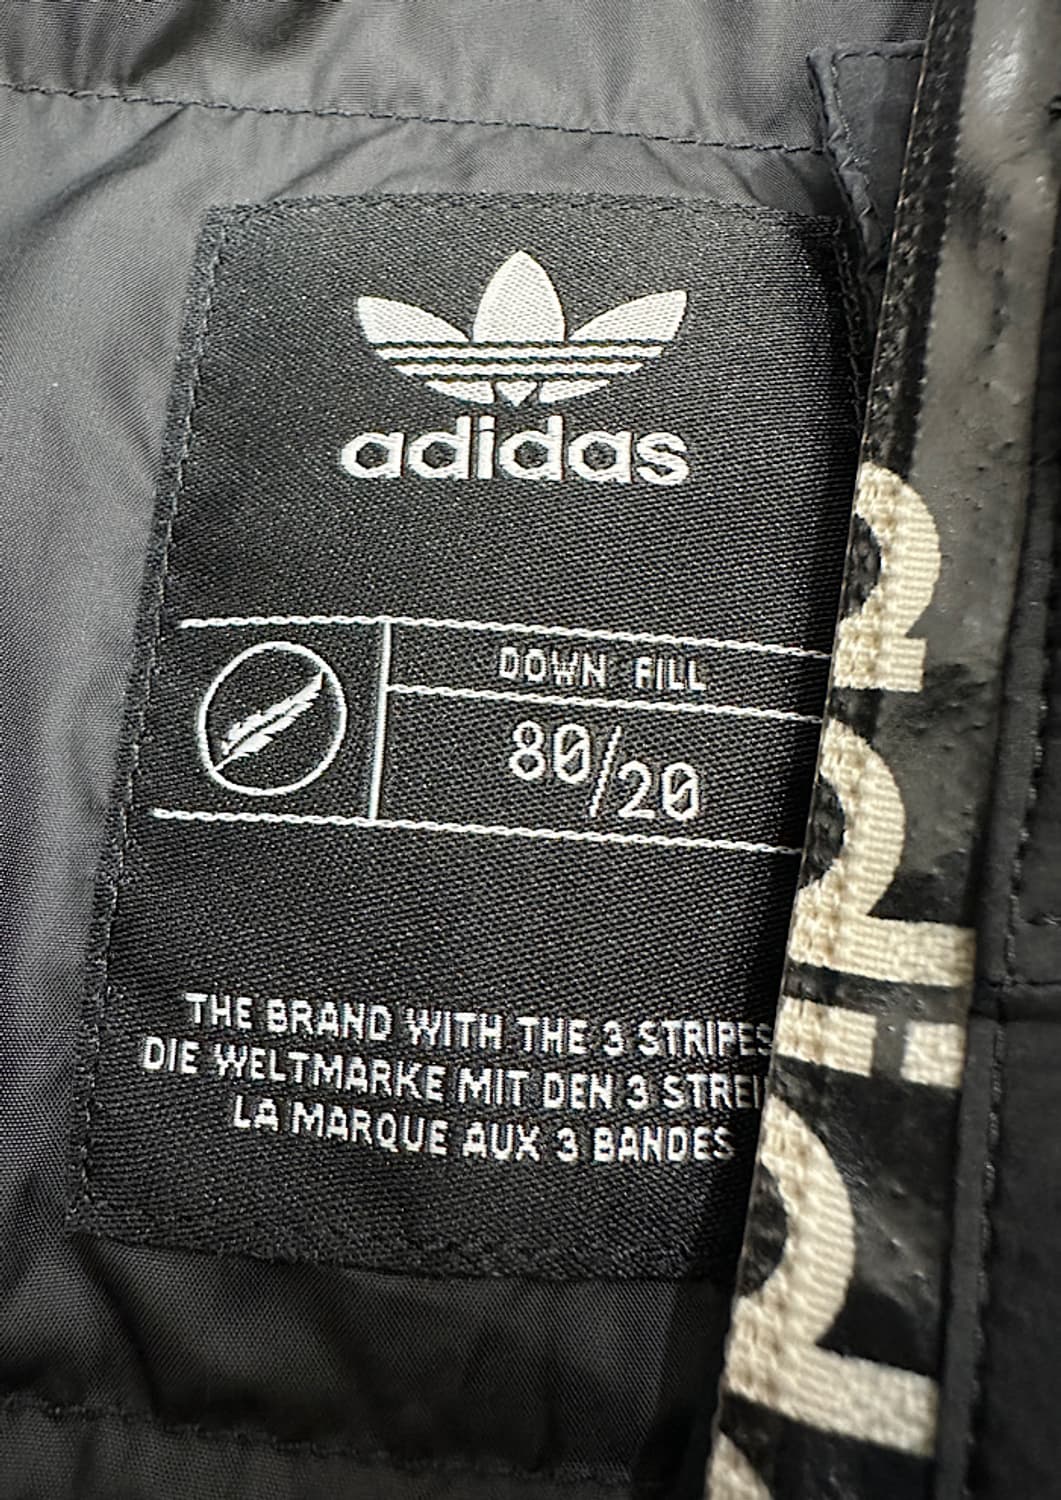 adidas
DOWN FILL
80/20
THE BRAND WITH THE 3 STRIPES
DIE WELTMARKE MIT DEN 3
LA MARQUE AUX 3 BANDES